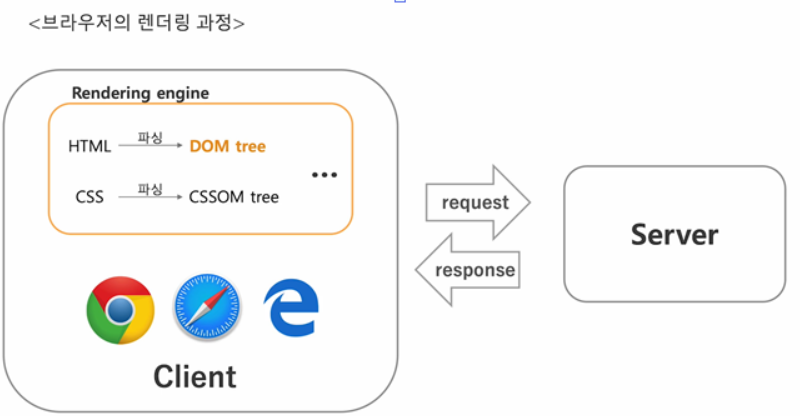 <브라우저의 렌더링 과정>
Rendering engine
HTML 파싱 DOM tree
...
CSS 파싱 CSSOM tree
request
response
Server
Client